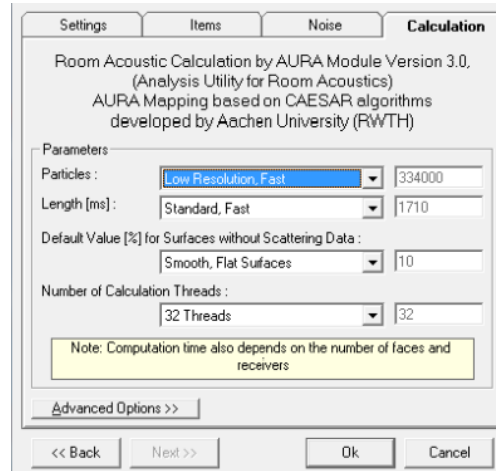 Settings
Items
Noise
Calculation
Room Acoustic Calculation by AURA Module Version 3.0,
(Analysis Utility for Room Acoustics)
AURA Mapping based on CAESAR algorithms
developed by Aachen University (RWTH)
Parameters
Particles :
Low Resolution, Fast
334000
Length [ms] :
Standard, Fast
1710
Default Value [%] for Surfaces without Scattering Data :
Smooth, Flat Surfaces
10
Number of Calculation Threads :
32 Threads
32
Note: Computation time also depends on the number of faces and
receivers
Advanced Options >>
<< Back
Next >>
Ok
Cancel